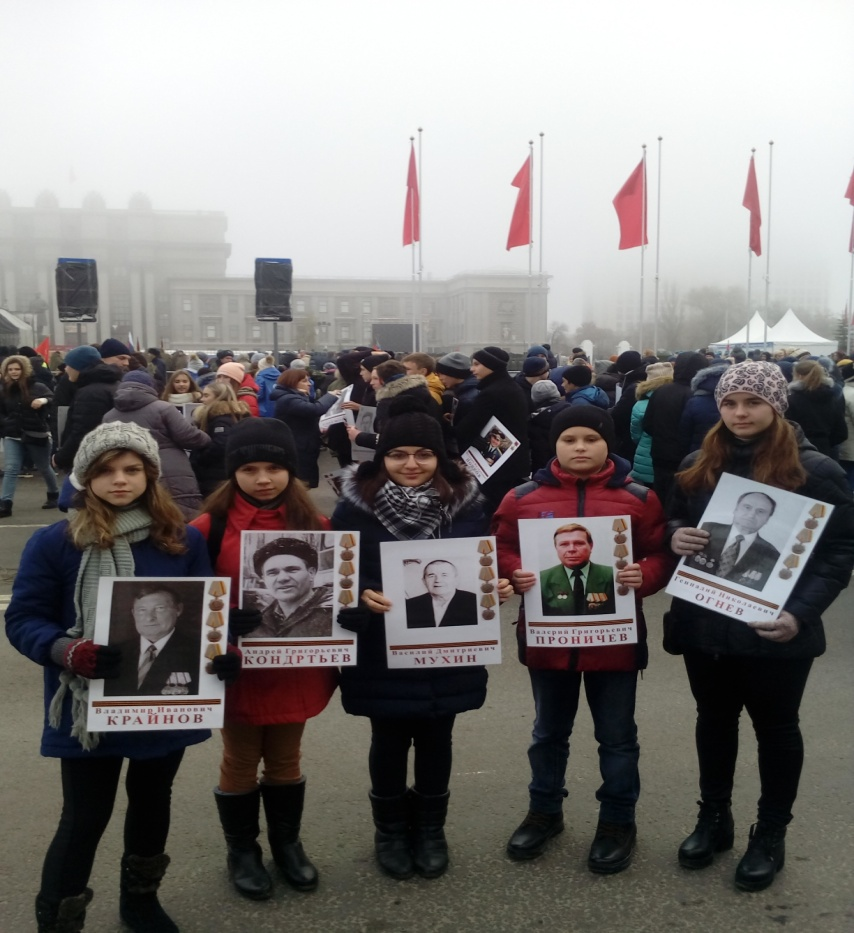 Владимир Иванович
КРАЙНОВ
Андрей Григорьевич
КОНДРТЬЕВ
Василий Дмитриевич
МУХИН
Валерий Григорьевич
ПРОНИЧЕВ
Геннадий Николаевич
ОГНЕВ